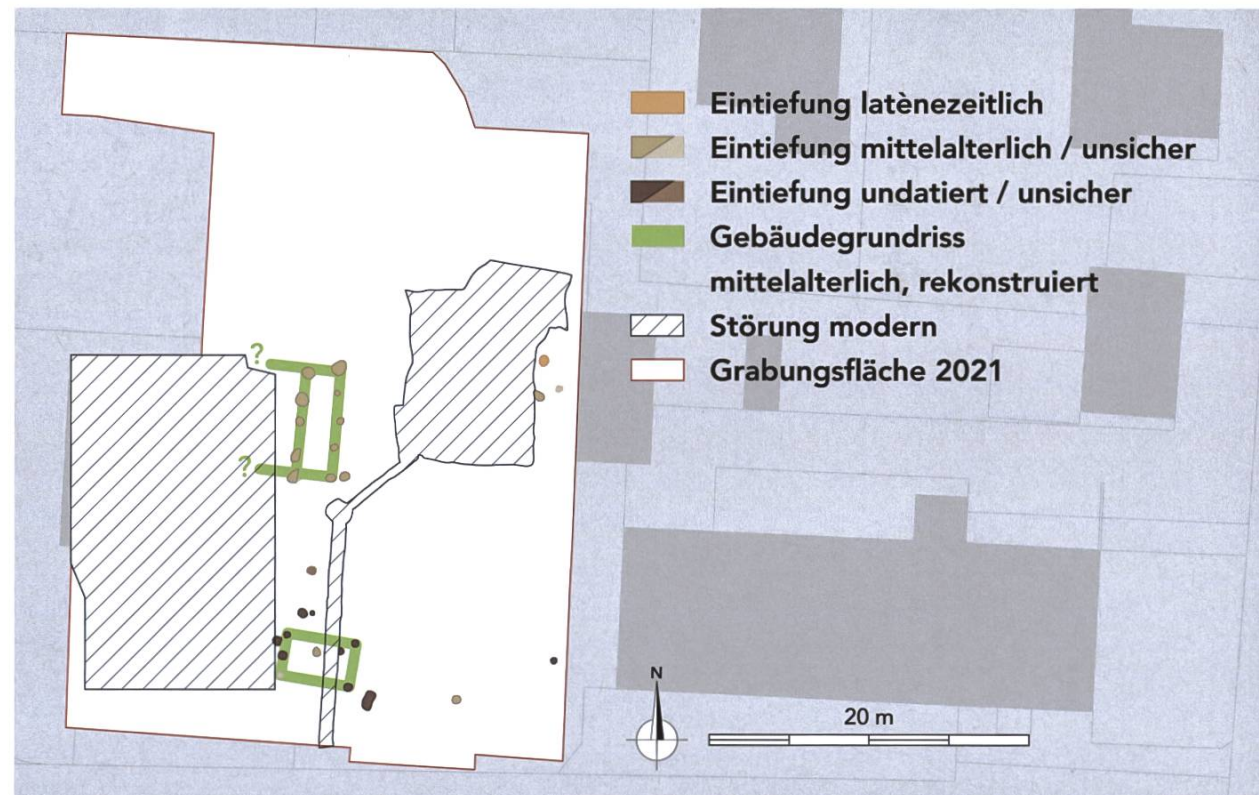 Eintiefung latènezeitlich
Eintiefung mittelalterlich / unsicher
Eintiefung undatiert / unsicher
Gebäudegrundriss
mittelalterlich, rekonstruiert
Störung modern
Grabungsfläche 2021
?
?
N
20 m